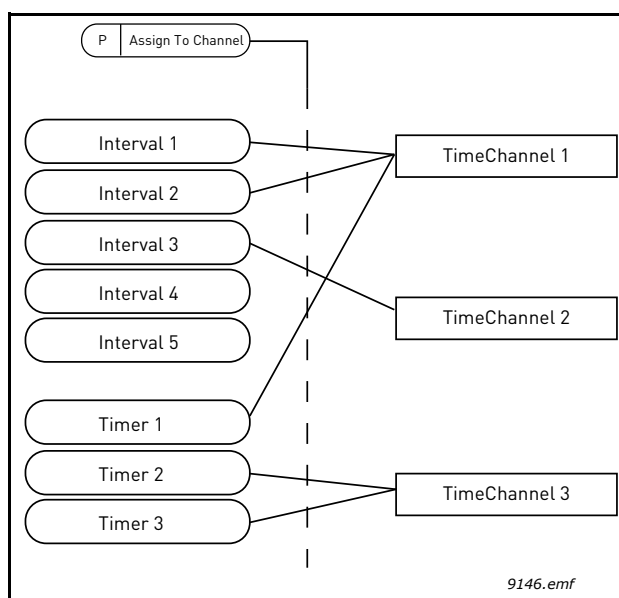 P Assign To Channel
Interval 1
Interval 2
Interval 3
Interval 4
Interval 5
Timer 1
Timer 2
Timer 3
TimeChannel 1
TimeChannel 2
TimeChannel 3
9146.emf